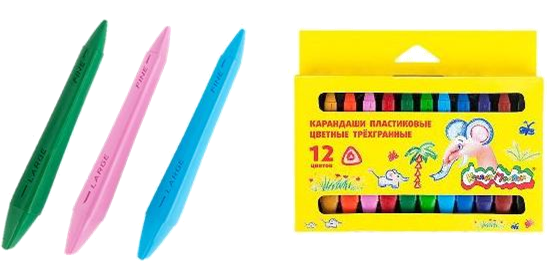 FINE
LARGE
FINE
LARGE
FINE
LARGE
КАРАНДАШИ ПЛАСТИКОВЫЕ
ЦВЕТНЫЕ ТРЁХГРАННЫЕ
12
цветов